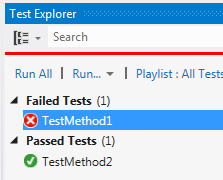 Test Explorer
Search
Run All | Run... | Playlist : All Tests
Failed Tests (1)
TestMethod1
Passed Tests (1)
TestMethod2